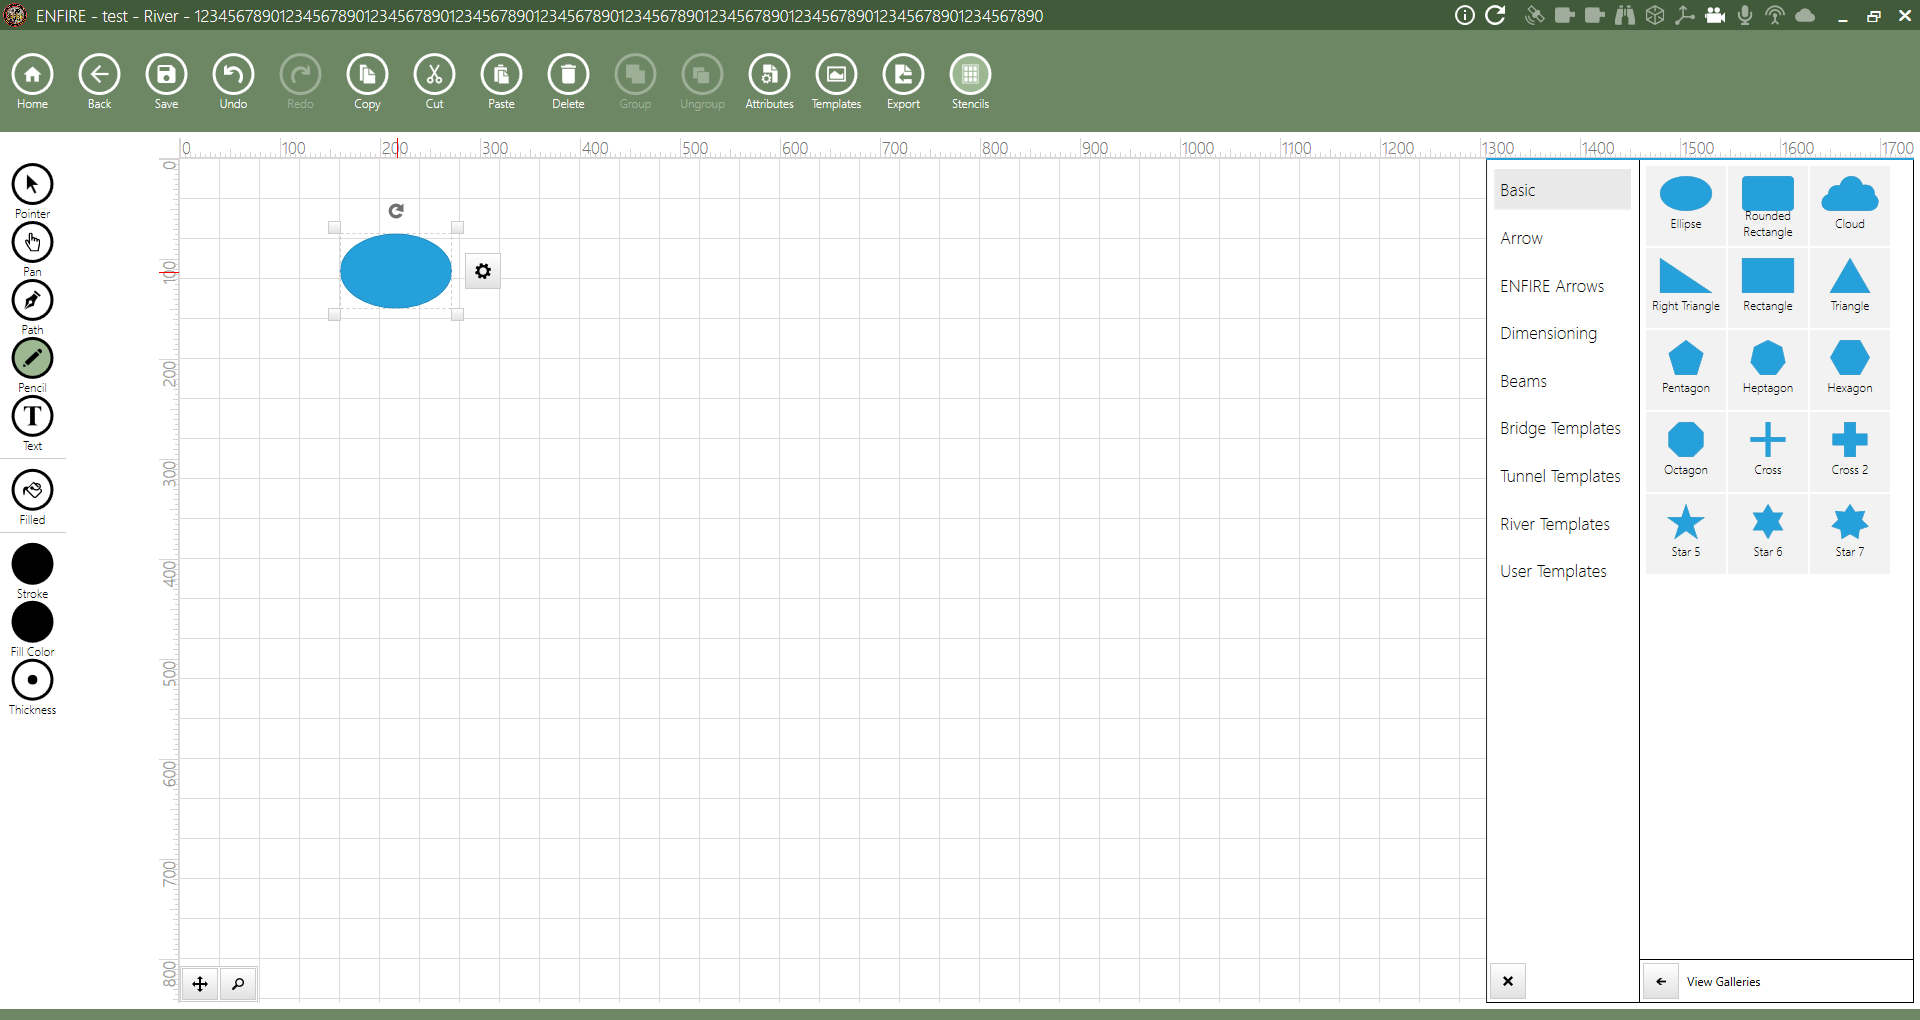 ENFIRE - test - River - 1234567890123456789012345678901234567890123456789012345678901234567890123456789012345678901234567890
Home Back Save Undo Redo Copy Cut Paste Delete Group Ungroup Attributes Templates Export Stencils
0 100 200 300 400 500 600 700 800 900 1000 1100 1200 1300 1400 1500 1600 1700
0
100
200
300
400
500
600
700
800
Pointer
Pan
Path
Pencil
T
Text
Filled
Stroke
Fill Color
Thickness
Basic
Arrow
ENFIRE Arrows
Dimensioning
Beams
Bridge Templates
Tunnel Templates
River Templates
User Templates
Ellipse
Rounded
Rectangle
Cloud
Right Triangle Rectangle Triangle
Pentagon Heptagon Hexagon
Octagon Cross Cross 2
Star 5 Star 6 Star 7
View Galleries